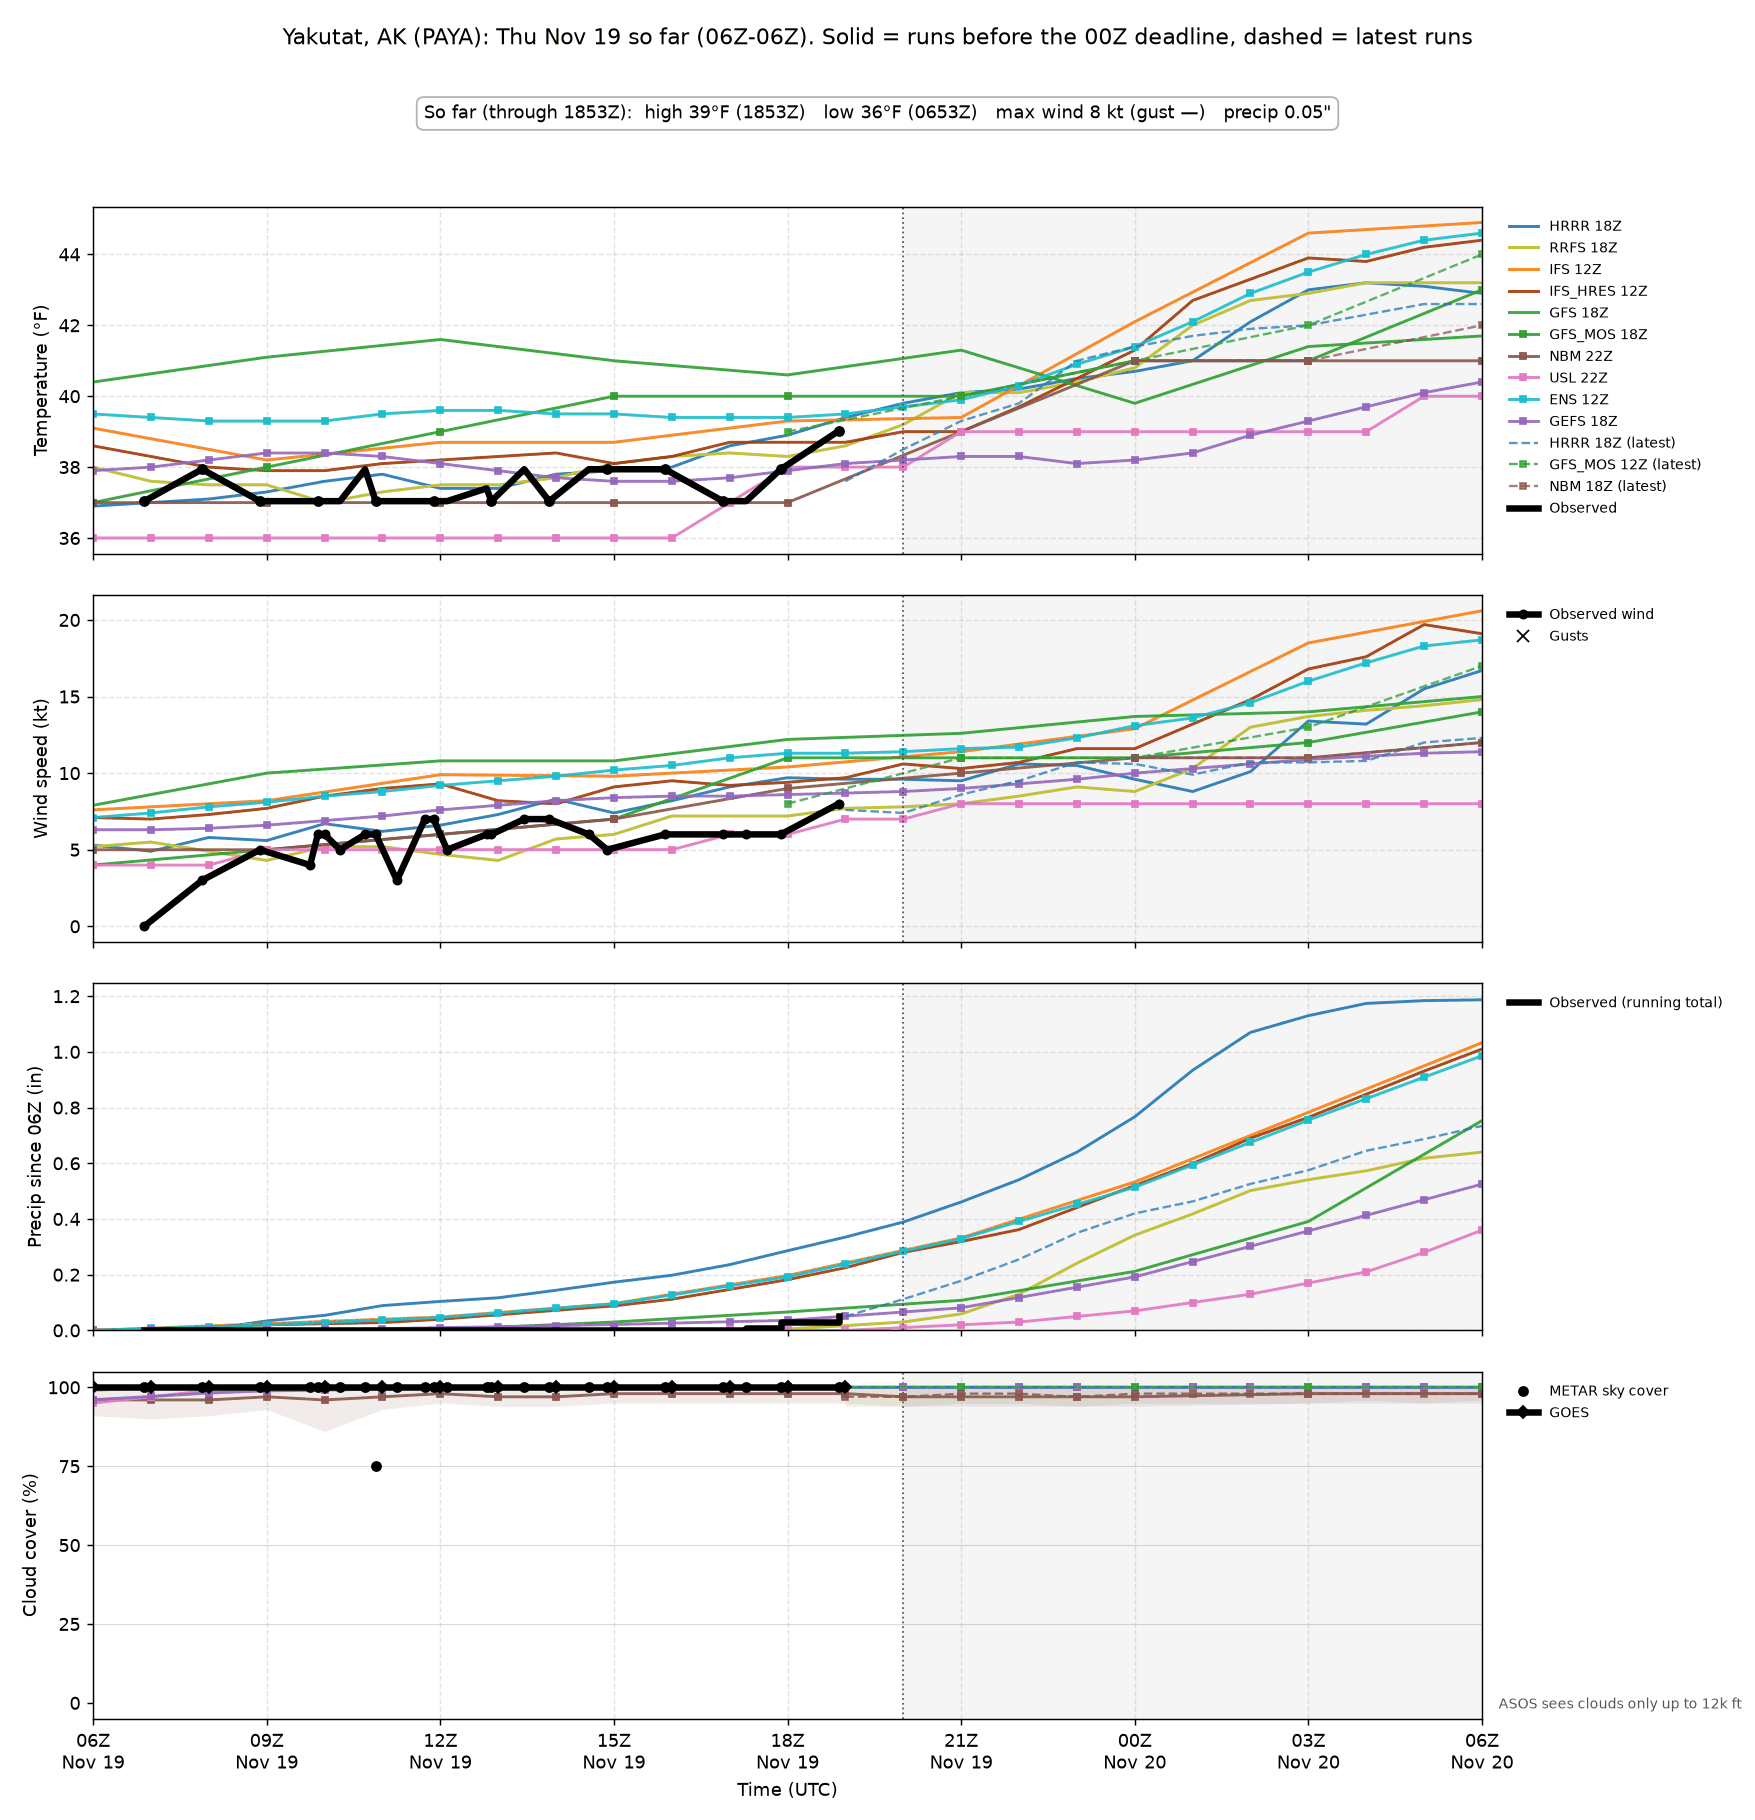 Yakutat, AK (PAYA): Thu Nov 19 so far (06Z-06Z). Solid = runs before the 00Z deadline, dashed = latest runs
So far (through 1853Z):  high 39°F (1853Z)   low 36°F (0653Z)   max wind 8 kt (gust —)   precip 0.05"
Temperature (°F)
44
42
40
38
36
HRRR 18Z
RRFS 18Z
IFS 12Z
IFS_HRES 12Z
GFS 18Z
GFS_MOS 18Z
NBM 22Z
USL 22Z
ENS 12Z
GEFS 18Z
HRRR 18Z (latest)
GFS_MOS 12Z (latest)
NBM 18Z (latest)
Observed
Wind speed (kt)
20
15
10
5
0
Observed wind
Gusts
Precip since 06Z (in)
1.2
1.0
0.8
0.6
0.4
0.2
0.0
Observed (running total)
Cloud cover (%)
100
75
50
25
0
METAR sky cover
GOES
ASOS sees clouds only up to 12k ft
06Z 09Z 12Z 15Z 18Z 21Z 00Z 03Z 06Z
Nov 19 Nov 19 Nov 19 Nov 19 Nov 19 Nov 19 Nov 20 Nov 20 Nov 20
Time (UTC)